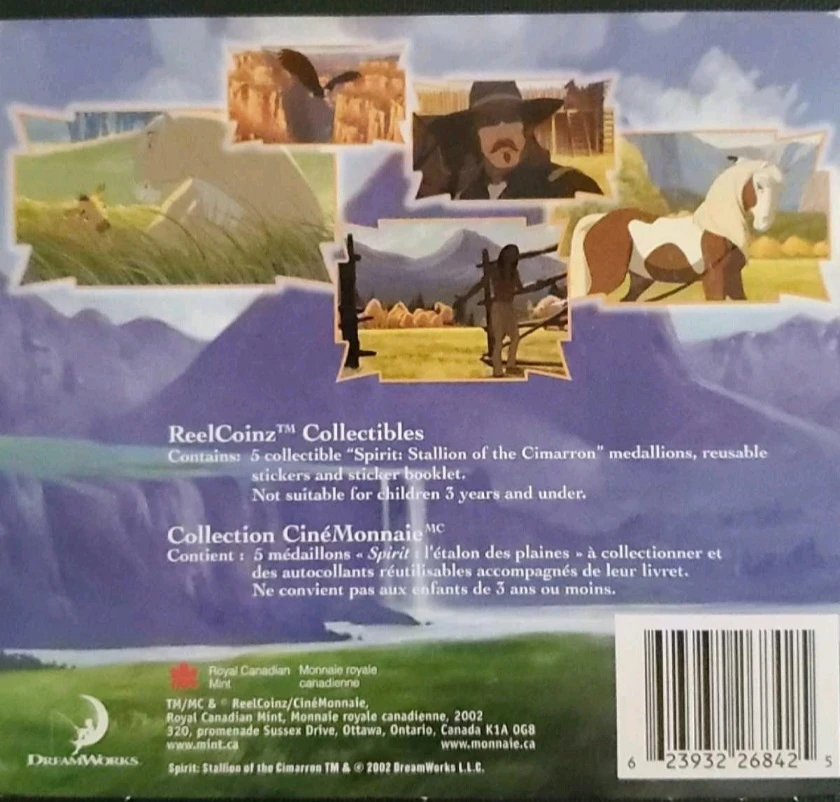 ReelCoinz™ Collectibles
Contains: 5 collectible "Spirit: Stallion of the Cimarron" medallions, reusable
stickers and sticker booklet.
Not suitable for children 3 years and under.
Collection CinéMonnaie MC
Contient : 5 médaillons « Spirit : l'étalon des plaines » à collectionner et
des autocollants réutilisables accompagnés de leur livret.
Ne convient pas aux enfants de 3 ans ou moins.
Royal Canadian Monnaie royale
Mint canadienne
TM/MC & © ReelCoinz/CinéMonnaie,
Royal Canadian Mint, Monnaie royale canadienne, 2002
320, promenade Sussex Drive, Ottawa, Ontario, Canada K1A 0G8
www.mint.ca www.monnaie.ca
DREAMWORKS
Spirit: Stallion of the Cimarron TM & © 2002 DreamWorks L.L.C.
6 23932 26842 5